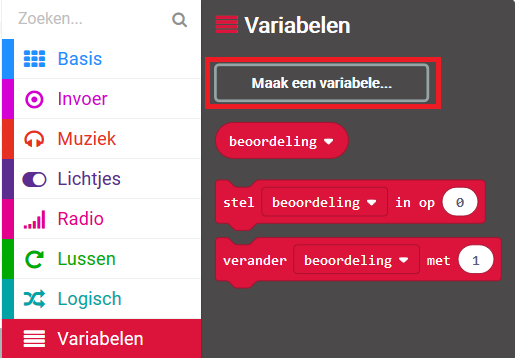 Zoeken...
Basis
Invoer
Muziek
Lichtjes
Radio
Lussen
Logisch
Variabelen
Variabelen
Maak een variabele...
beoordeling
stel beoordeling in op 0
verander beoordeling met 1